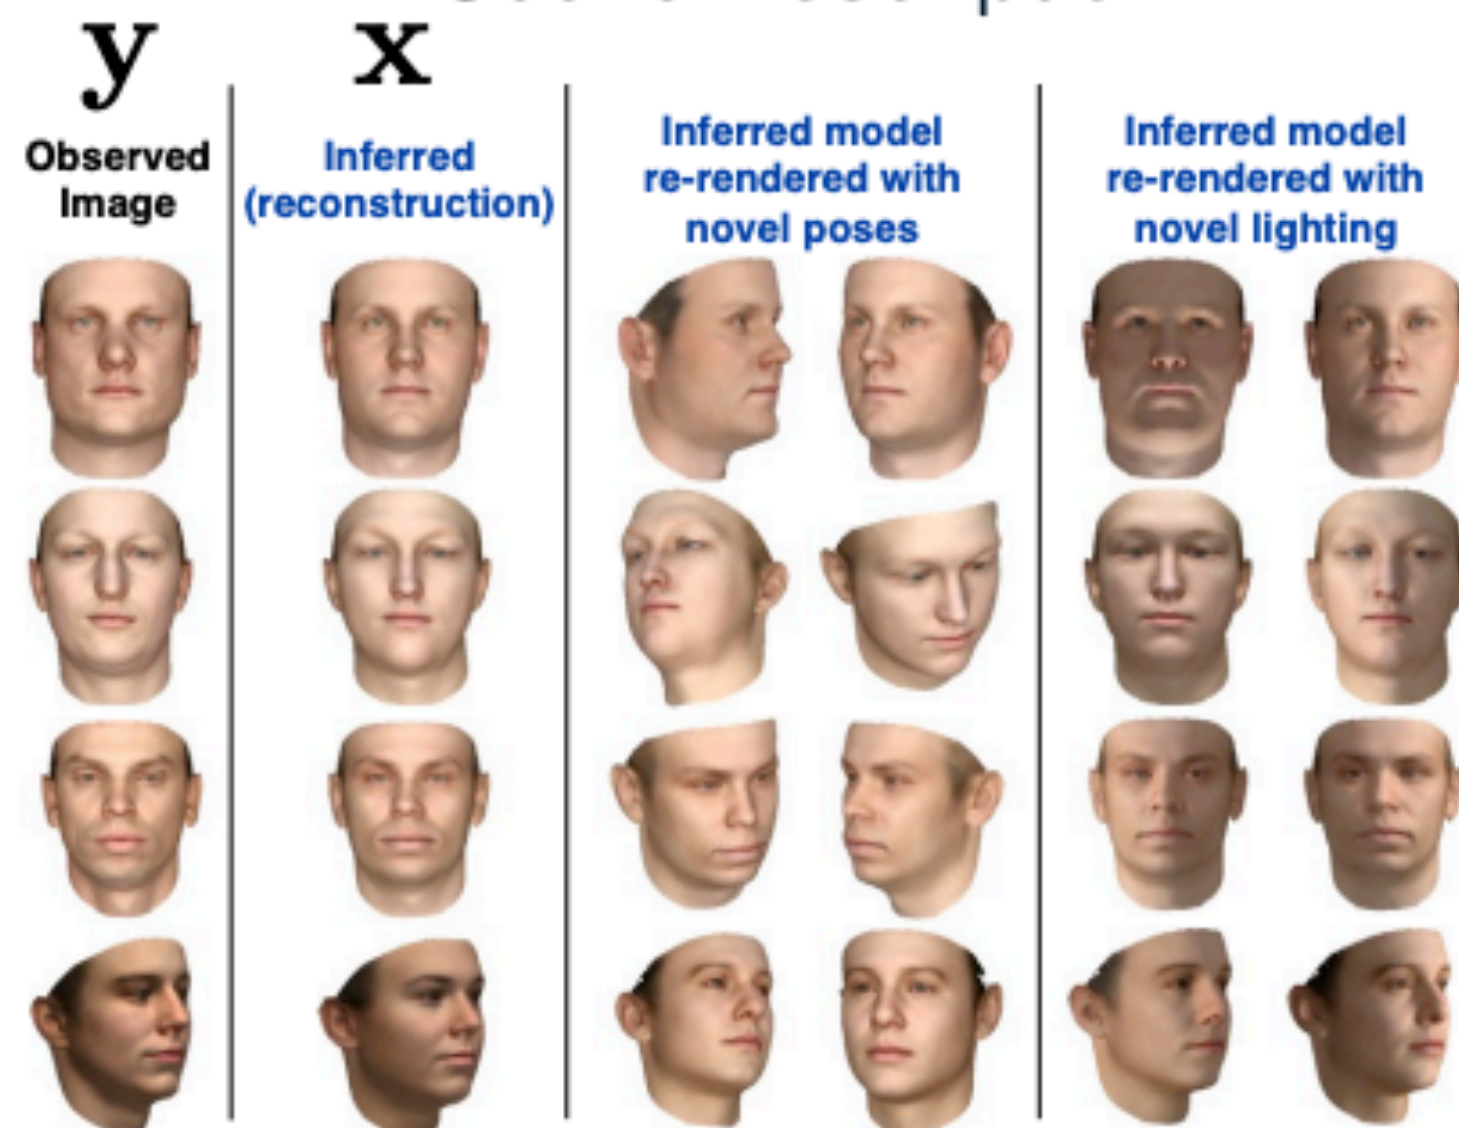 y
x
Observed
Image
Inferred
(reconstruction)
Inferred model
re-rendered with
novel poses
Inferred model
re-rendered with
novel lighting